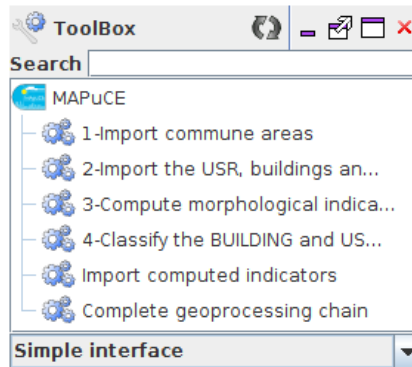 ToolBox
Search
MAPuCE
1-Import commune areas
2-Import the USR, buildings an...
3-Compute morphological indica...
4-Classify the BUILDING and US...
Import computed indicators
Complete geoprocessing chain
Simple interface